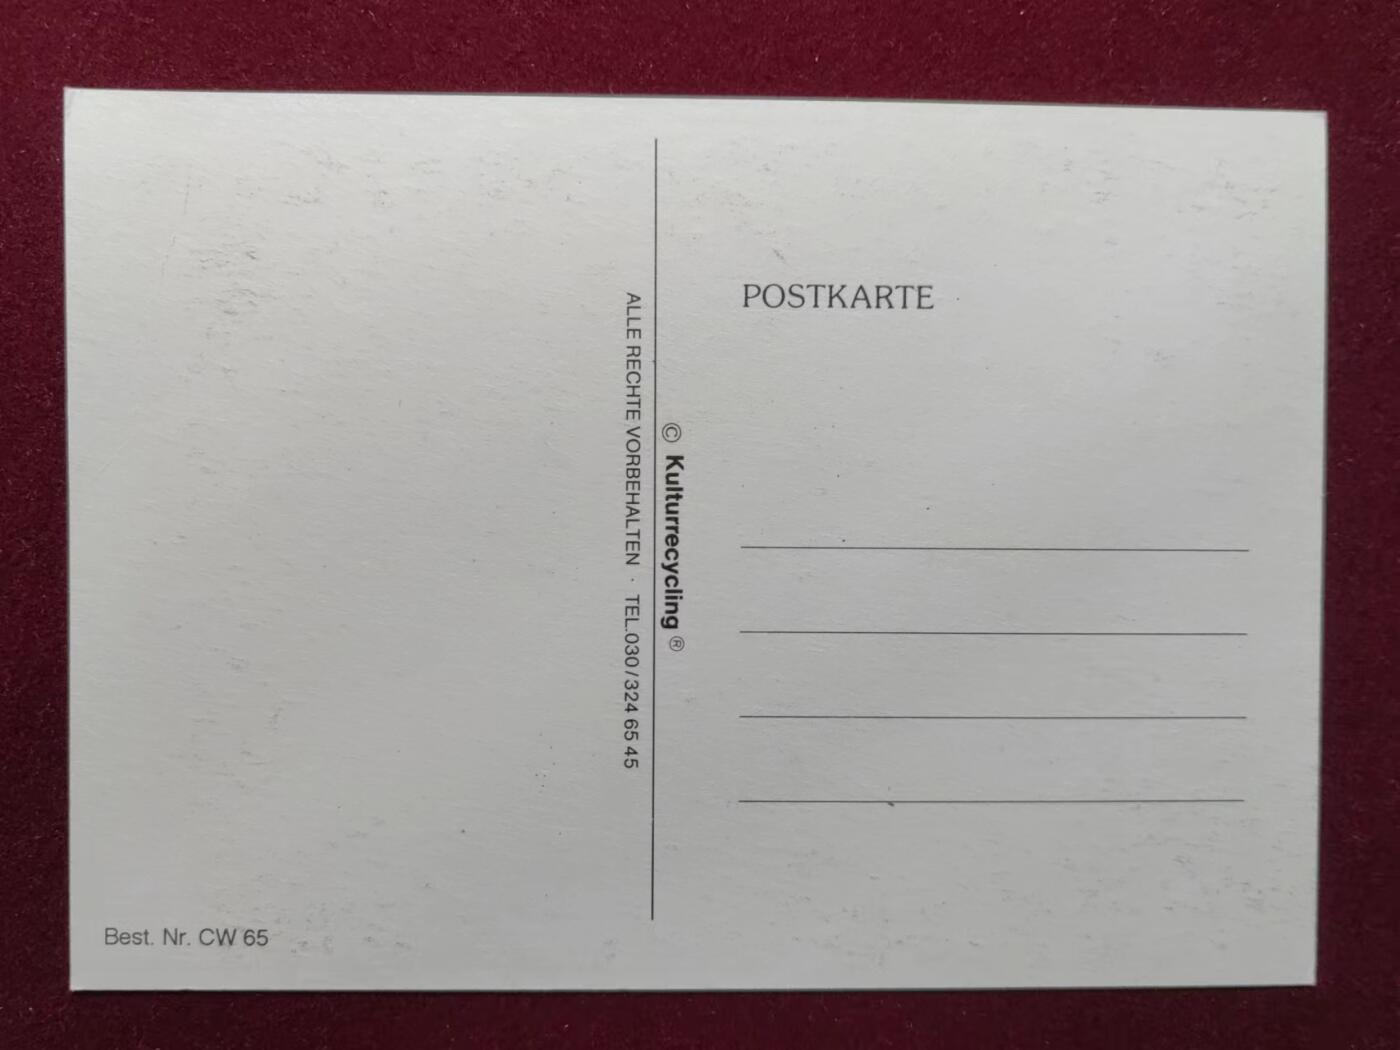 POSTKARTE
ALLE RECHTE VORBEHALTEN · TEL.030/324 65 45
© Kulturrecycling ®
Best. Nr. CW 65